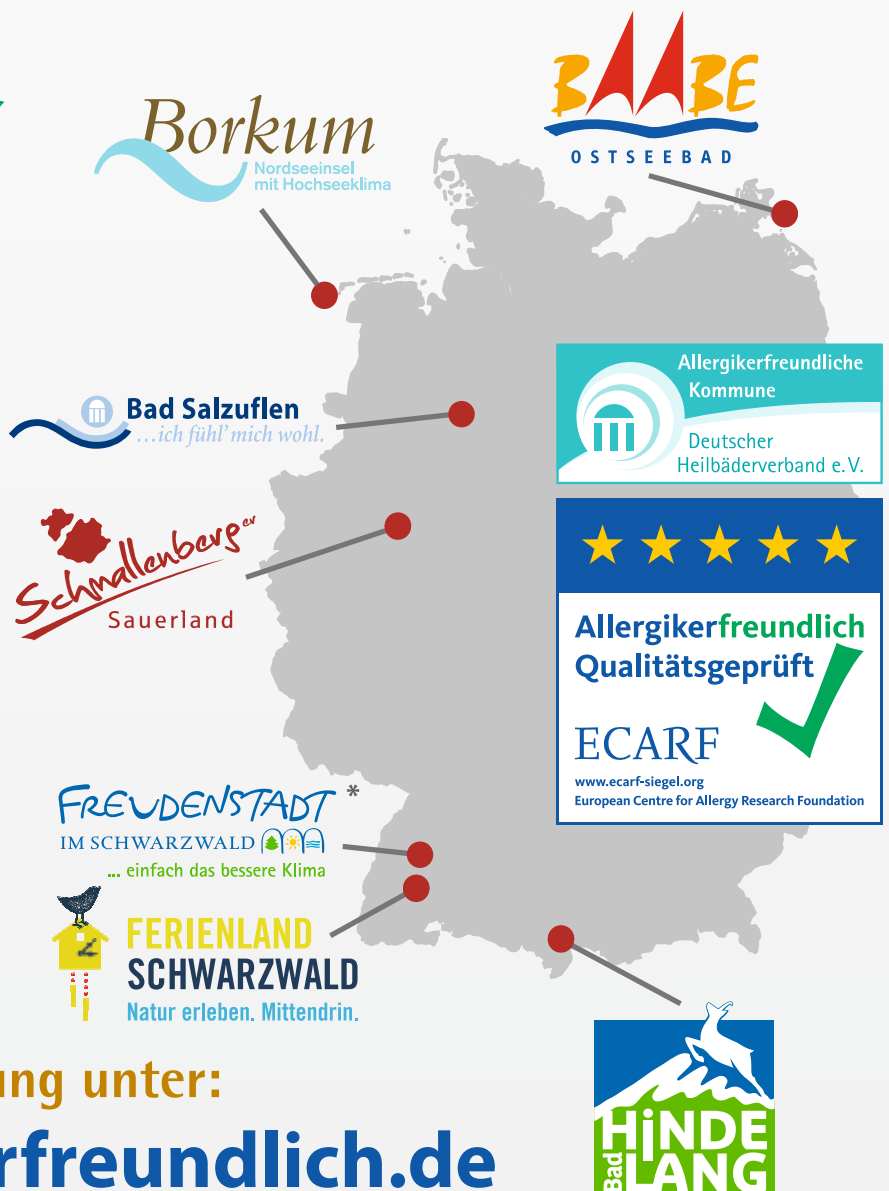 BAABE
OSTSEEBAD
Borkum
Nordseeinsel
mit Hochseeklima
Allergikerfreundliche
Kommune
Deutscher
Heilbäderverband e.V.
Bad Salzuflen
...ich fühl' mich wohl.
Schmallenberger
Sauerland
Allergikerfreundlich
Qualitätsgeprüft
ECARF
www.ecarf-siegel.org
European Centre for Allergy Research Foundation
FREUDENSTADT *
IM SCHWARZWALD
... einfach das bessere Klima
FERIENLAND
SCHWARZWALD
Natur erleben. Mittendrin.
ung unter:
rfreundlich.de
Bad
HiNDE
LANG